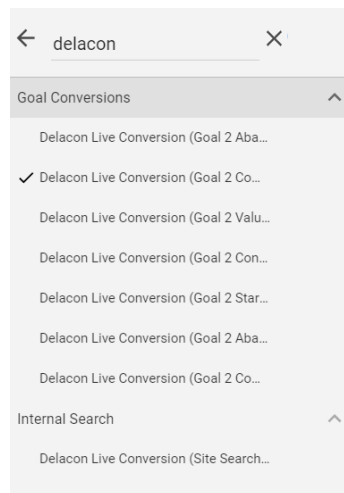 delacon
Goal Conversions
Delacon Live Conversion (Goal 2 Aba...
Delacon Live Conversion (Goal 2 Co...
Delacon Live Conversion (Goal 2 Valu...
Delacon Live Conversion (Goal 2 Con...
Delacon Live Conversion (Goal 2 Star...
Delacon Live Conversion (Goal 2 Aba...
Delacon Live Conversion (Goal 2 Co...
Internal Search
Delacon Live Conversion (Site Search...